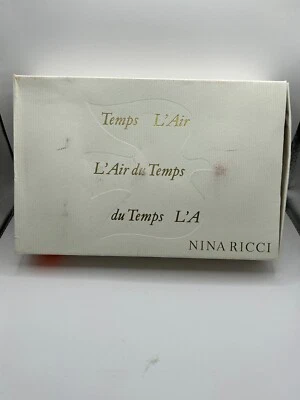 Temps L'Air
L'Air du Temps
du Temps L'A
NINA RICCI